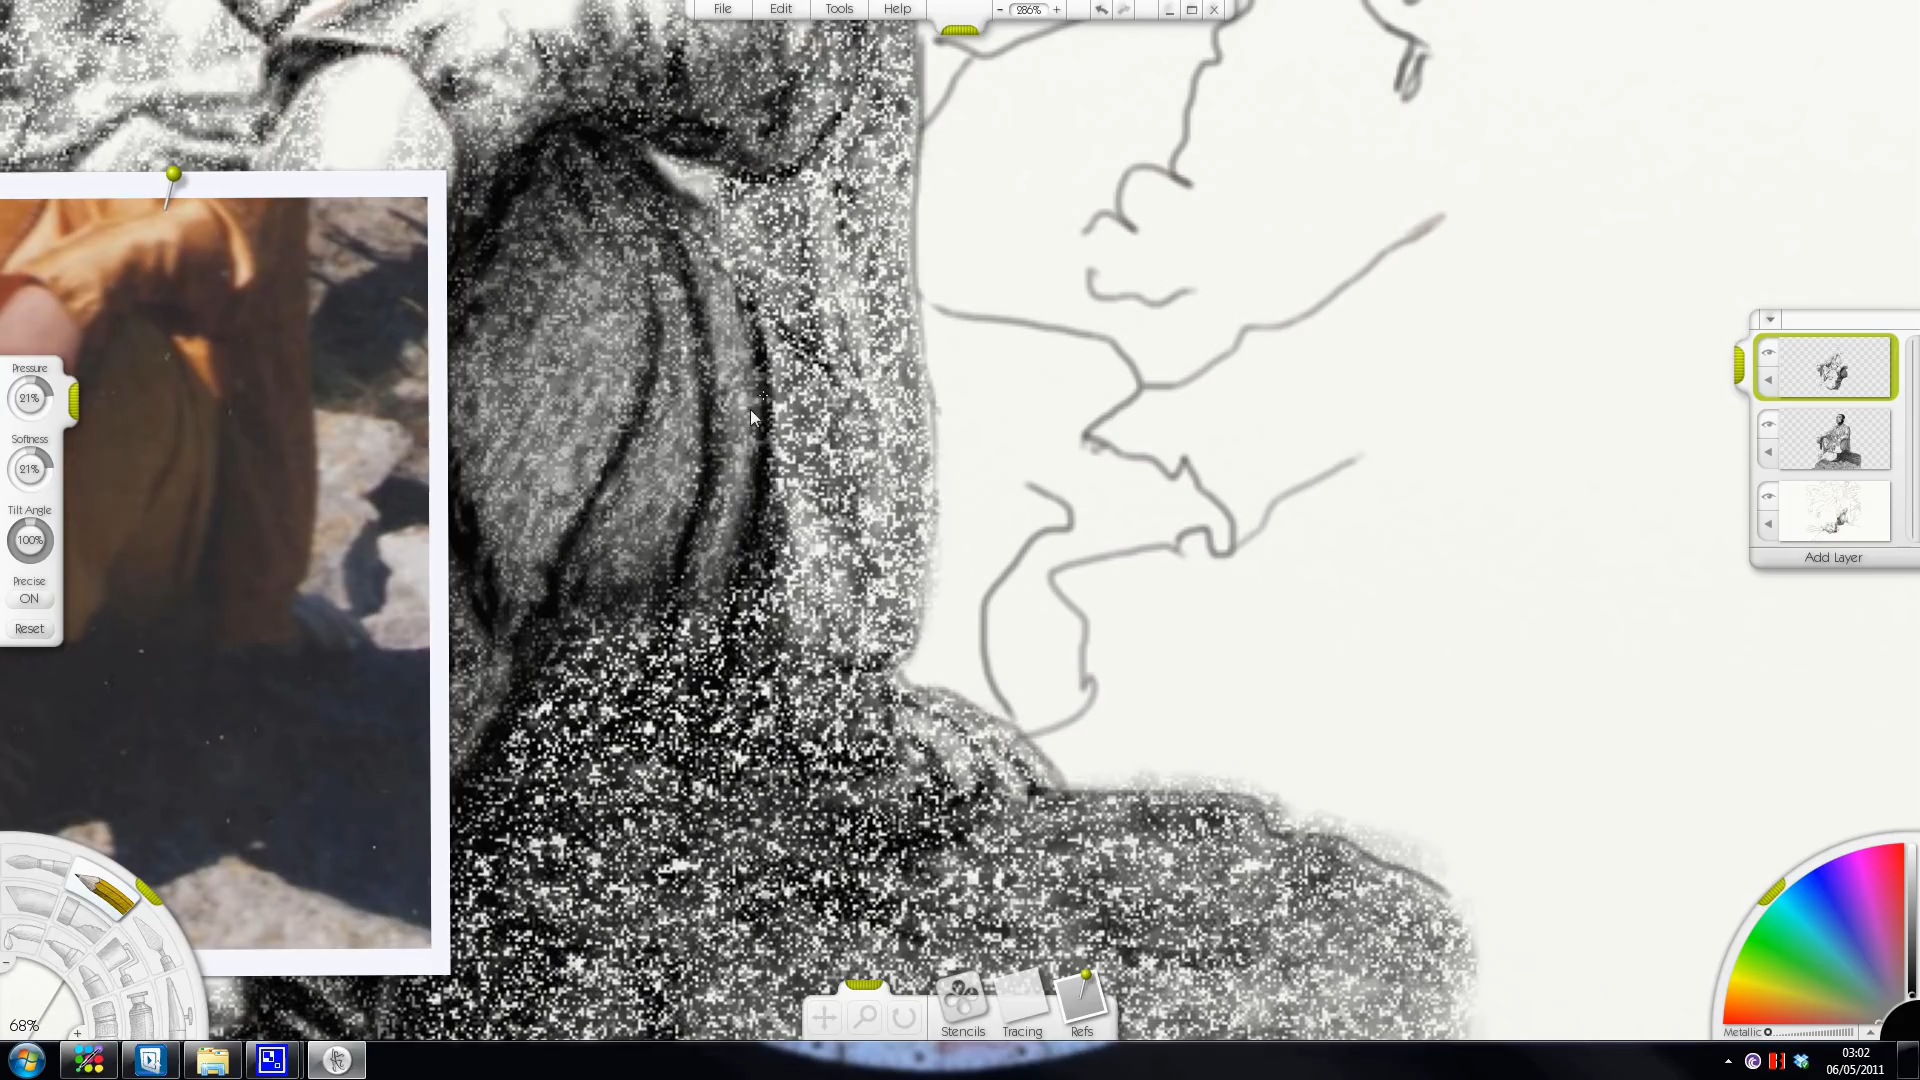 File Edit Tools Help - 286% +
Pressure
21%
Softness
21%
Tilt Angle
100%
Precise
ON
Reset
Add Layer
68%
Stencils Tracing Refs
Metallic
03:02
06/05/2011